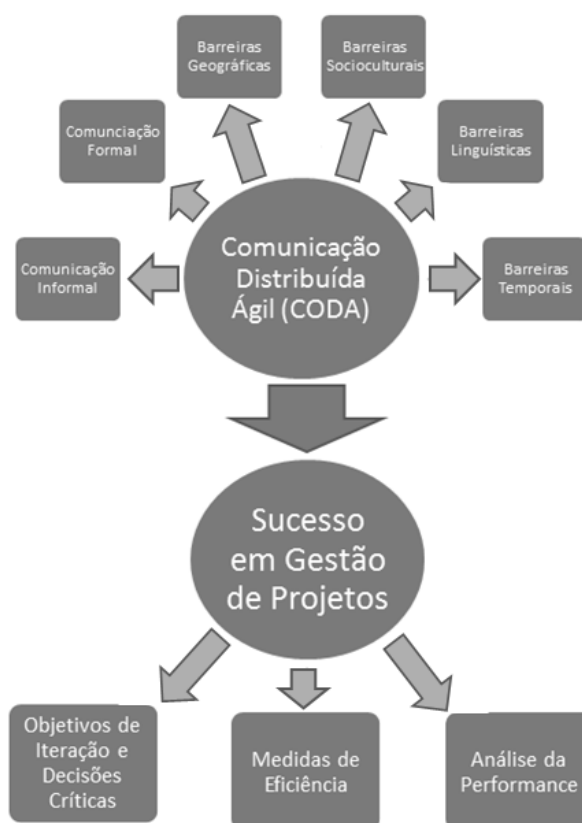 Barreiras
Geográficas
Barreiras
Socioculturais
Comunciação
Formal
Barreiras
Linguísticas
Comunicação
Informal
Comunicação
Distribuída
Ágil (CODA)
Barreiras
Temporais
Sucesso
em Gestão
de Projetos
Objetivos de
Iteração e
Decisões
Críticas
Medidas de
Eficiência
Análise da
Performance